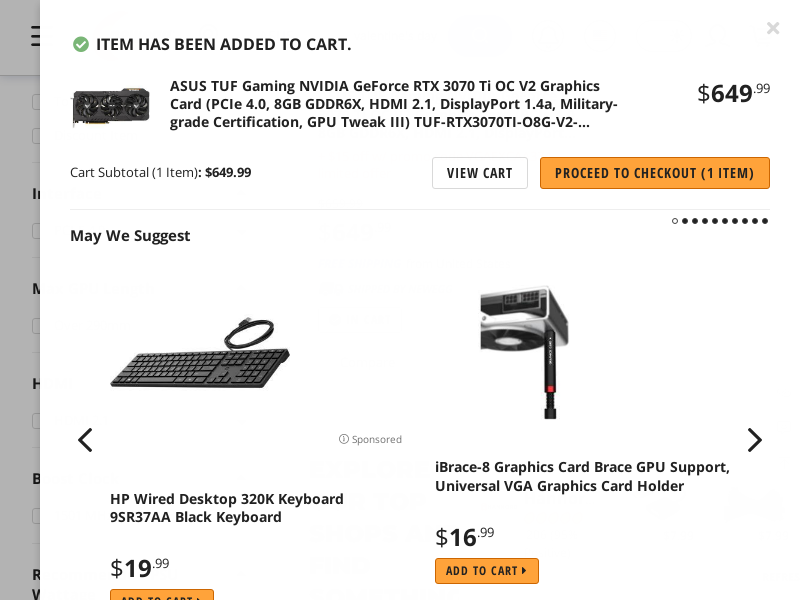 ITEM HAS BEEN ADDED TO CART.
ASUS TUF Gaming NVIDIA GeForce RTX 3070 Ti OC V2 Graphics
Card (PCIe 4.0, 8GB GDDR6X, HDMI 2.1, DisplayPort 1.4a, Military-
grade Certification, GPU Tweak III) TUF-RTX3070TI-O8G-V2-...
$649.99
Cart Subtotal (1 Item): $649.99
VIEW CART
PROCEED TO CHECKOUT (1 ITEM)
May We Suggest
Sponsored
HP Wired Desktop 320K Keyboard
9SR37AA Black Keyboard
$19.99
ADD TO CART
iBrace-8 Graphics Card Brace GPU Support,
Universal VGA Graphics Card Holder
$16.99
ADD TO CART